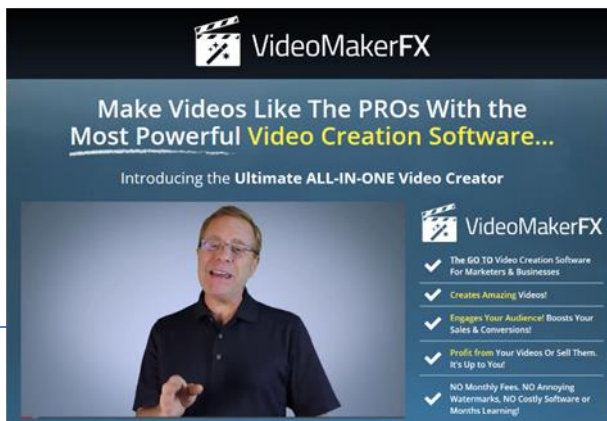 VideoMakerFX
Make Videos Like The PROs With the
Most Powerful Video Creation Software...
Introducing the Ultimate ALL-IN-ONE Video Creator
VideoMakerFX
The GO TO Video Creation Software
For Marketers & Businesses
Creates Amazing Videos!
Engages Your Audience! Boosts Your
Sales & Conversions!
Profit from Your Videos Or Sell Them.
It's Up to You!
NO Monthly Fees. NO Annoying
Watermarks, NO Costly Software or
Months Learning!